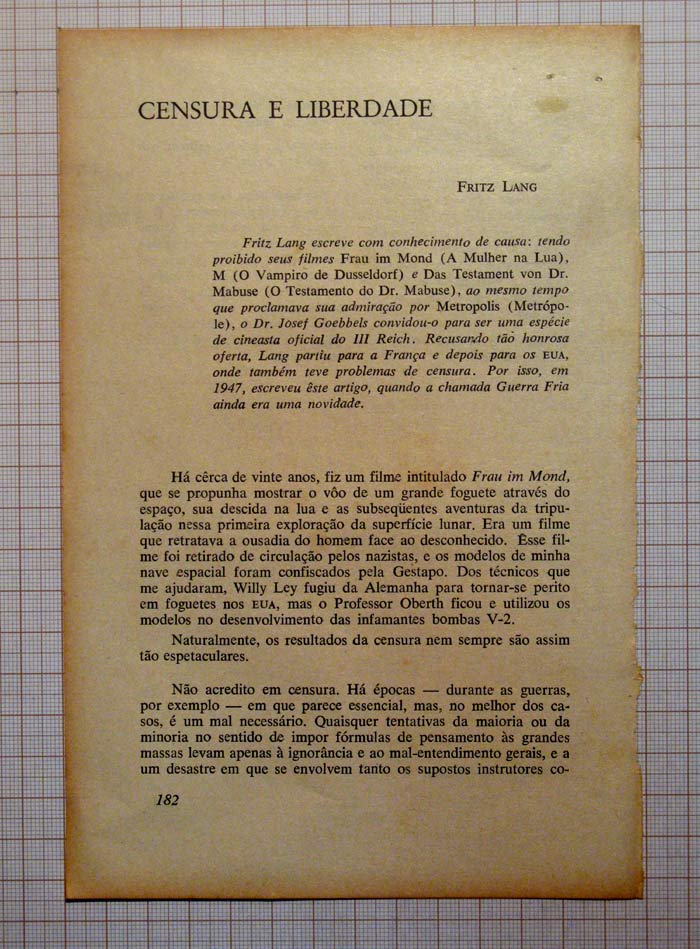 CENSURA E LIBERDADE
FRITZ LANG
Fritz Lang escreve com conhecimento de causa: tendo
proibido seus filmes Frau im Mond (A Mulher na Lua),
M (O Vampiro de Dusseldorf) e Das Testament von Dr.
Mabuse (O Testamento do Dr. Mabuse), ao mesmo tempo
que proclamava sua admiração por Metropolis (Metrópo-
le), o Dr. Josef Goebbels convidou-o para ser uma espécie
de cineasta oficial do III Reich. Recusando tão honrosa
oferta, Lang partiu para a França e depois para os EUA,
onde também teve problemas de censura. Por isso, em
1947, escreveu êste artigo, quando a chamada Guerra Fria
ainda era uma novidade.
Há cêrca de vinte anos, fiz um filme intitulado Frau im Mond,
que se propunha mostrar o vôo de um grande foguete através do
espaço, sua descida na lua e as subseqüentes aventuras da tripu-
lação nessa primeira exploração da superfície lunar. Era um filme
que retratava a ousadia do homem face ao desconhecido. Êsse fil-
me foi retirado de circulação pelos nazistas, e os modelos de minha
nave espacial foram confiscados pela Gestapo. Dos técnicos que
me ajudaram, Willy Ley fugiu da Alemanha para tornar-se perito
em foguetes nos EUA, mas o Professor Oberth ficou e utilizou os
modelos no desenvolvimento das infamantes bombas V-2.
Naturalmente, os resultados da censura nem sempre são assim
tão espetaculares.
Não acredito em censura. Há épocas — durante as guerras,
por exemplo — em que parece essencial, mas, no melhor dos ca-
sos, é um mal necessário. Quaisquer tentativas da maioria ou da
minoria no sentido de impor fórmulas de pensamento às grandes
massas levam apenas à ignorância e ao mal-entendimento gerais, e a
um desastre em que se envolvem tanto os supostos instrutores co-
182